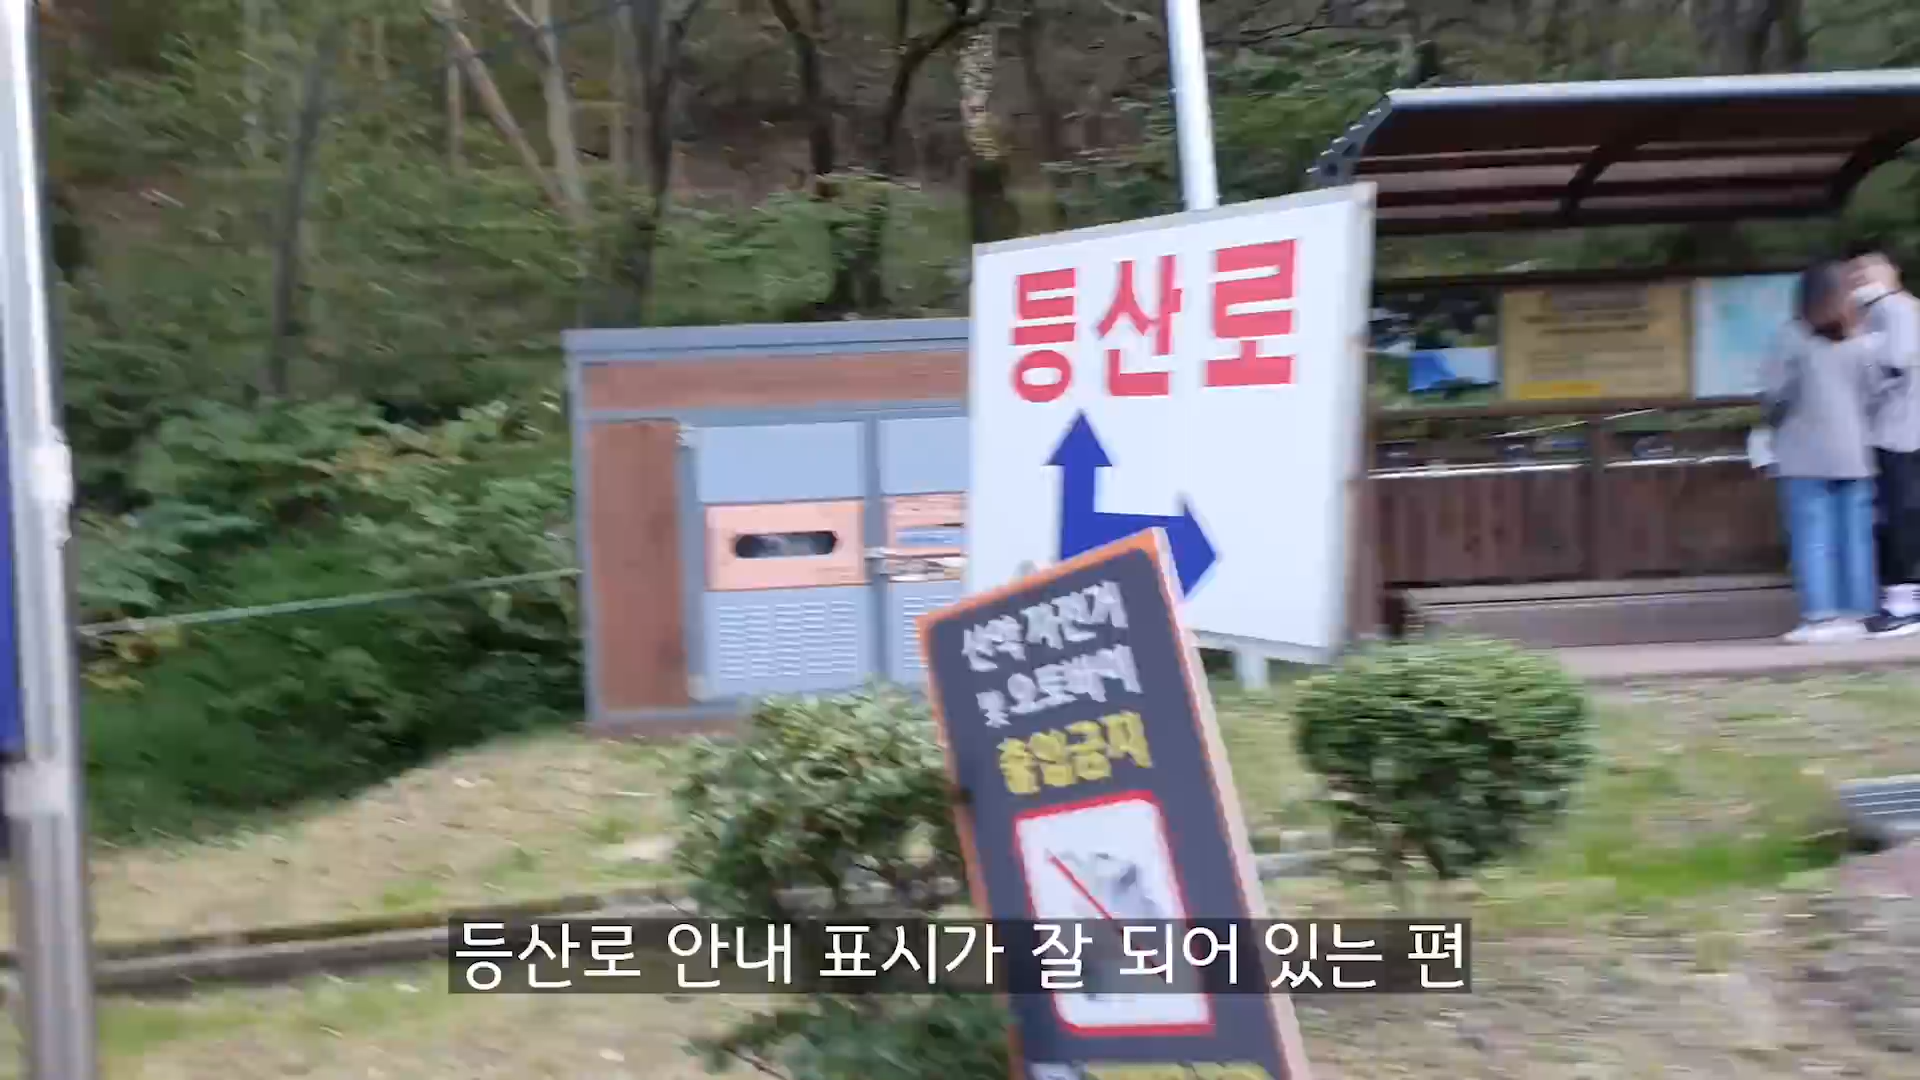 등산로
산악 자전거
및 오토바이
출입금지
등산로 안내 표시가 잘 되어 있는 편